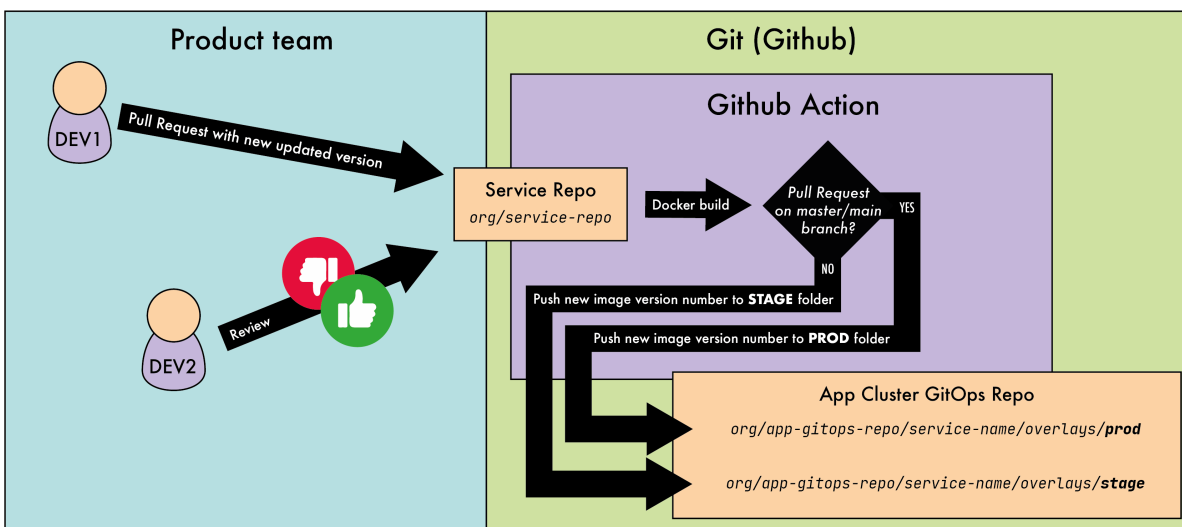 Product team
Git (Github)
DEV1
Pull Request with new updated version
Github Action
Service Repo
org/service-repo
Docker build
Pull Request
on master/main
branch?
YES
NO
DEV2
Review
Push new image version number to STAGE folder
Push new image version number to PROD folder
App Cluster GitOps Repo
org/app-gitops-repo/service-name/overlays/prod
org/app-gitops-repo/service-name/overlays/stage